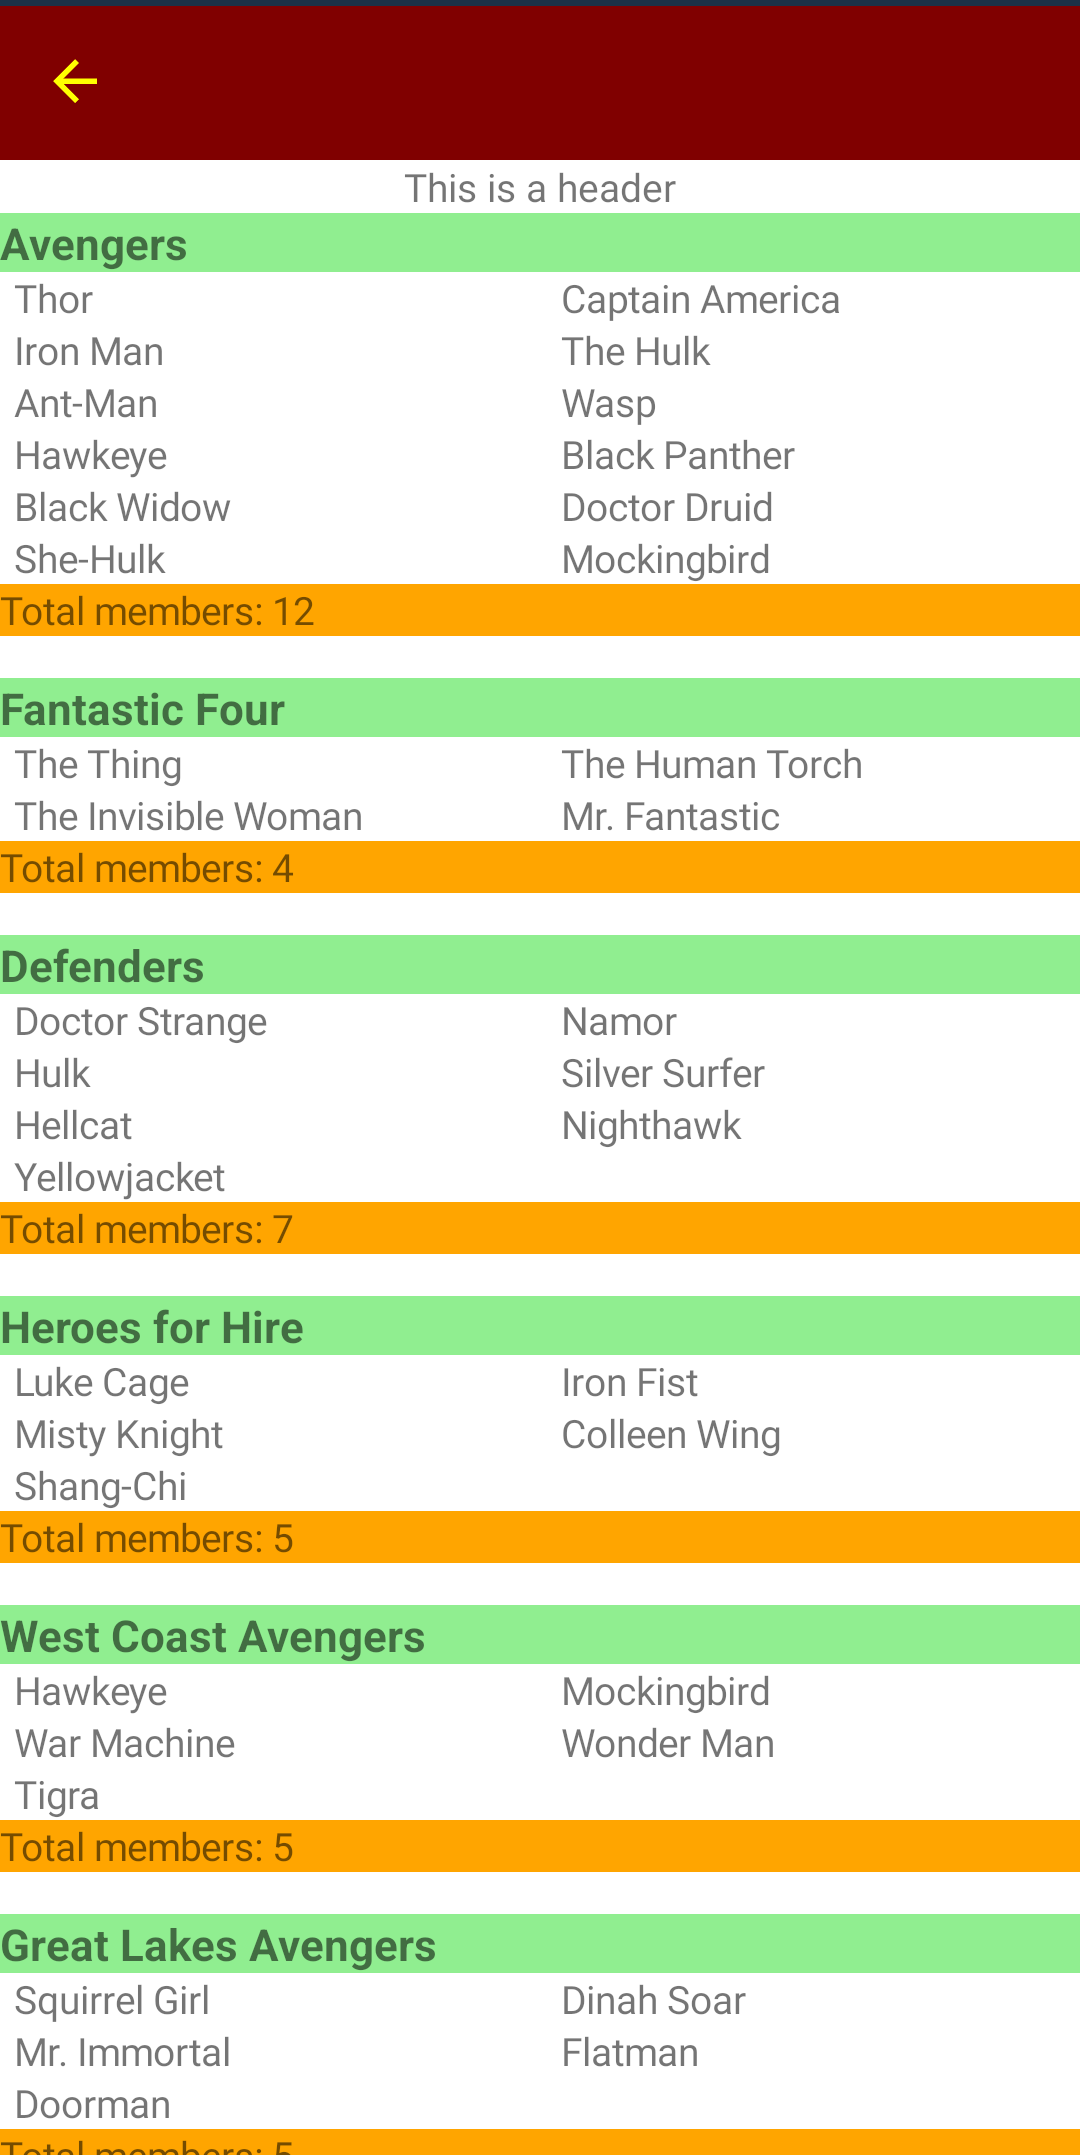 This is a header
Avengers
Thor Captain America
Iron Man The Hulk
Ant-Man Wasp
Hawkeye Black Panther
Black Widow Doctor Druid
She-Hulk Mockingbird
Total members: 12
Fantastic Four
The Thing The Human Torch
The Invisible Woman Mr. Fantastic
Total members: 4
Defenders
Doctor Strange Namor
Hulk Silver Surfer
Hellcat Nighthawk
Yellowjacket
Total members: 7
Heroes for Hire
Luke Cage Iron Fist
Misty Knight Colleen Wing
Shang-Chi
Total members: 5
West Coast Avengers
Hawkeye Mockingbird
War Machine Wonder Man
Tigra
Total members: 5
Great Lakes Avengers
Squirrel Girl Dinah Soar
Mr. Immortal Flatman
Doorman
Total members: 5